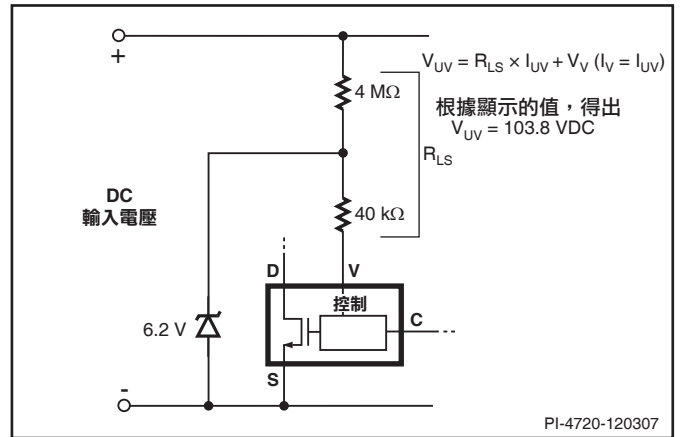 +
V_UV = R_LS × I_UV + V_V (I_V = I_UV)
4 MΩ
根據顯示的值，得出
V_UV = 103.8 VDC
R_LS
DC
輸入電壓
40 kΩ
D
V
控制
C
6.2 V
S
-
PI-4720-120307